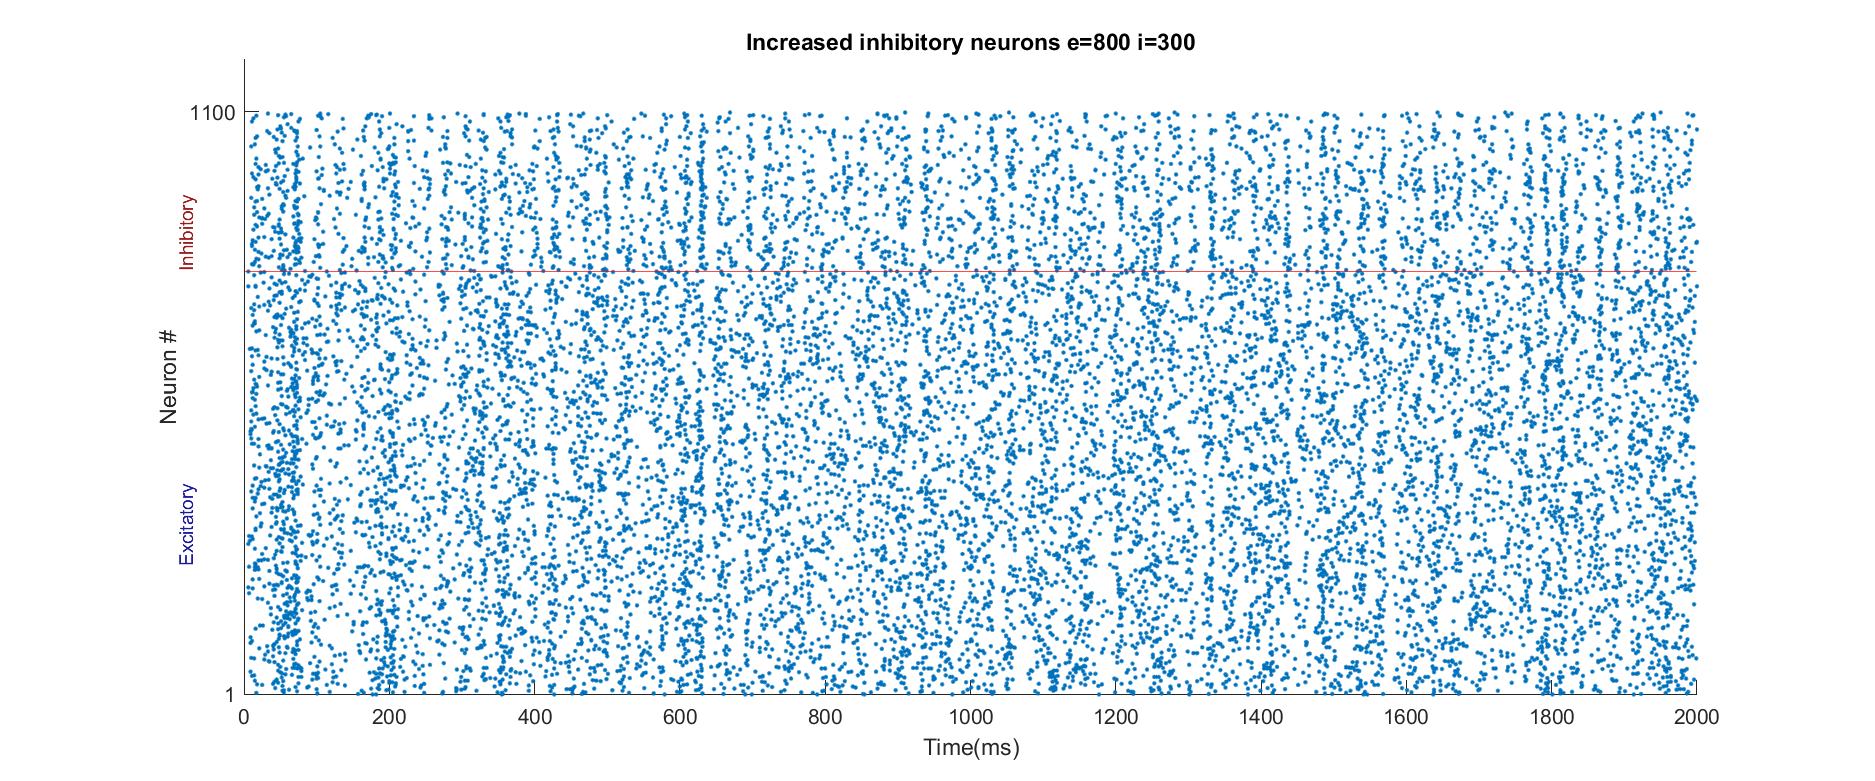 Increased inhibitory neurons e=800 i=300
1100
Inhibitory
Neuron #
Excitatory
1
0 200 400 600 800 1000 1200 1400 1600 1800 2000
Time(ms)